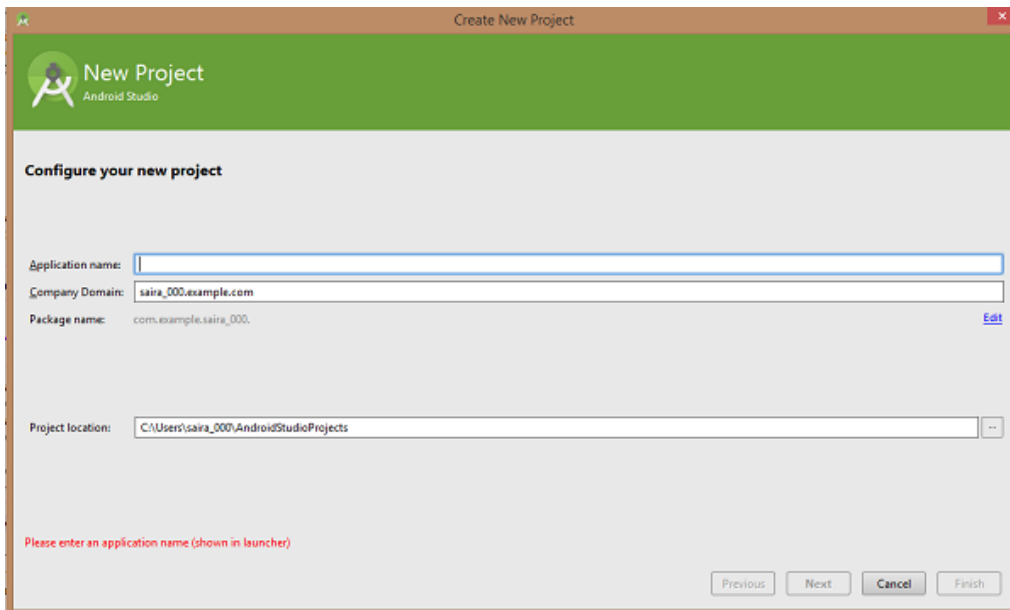 Create New Project
New Project
Android Studio
Configure your new project
Application name:
Company Domain: saira_000.example.com
Package name: com.example.saira_000. Edit
Project location: C:\Users\saira_000\AndroidStudioProjects ...
Please enter an application name (shown in launcher)
Previous Next Cancel Finish